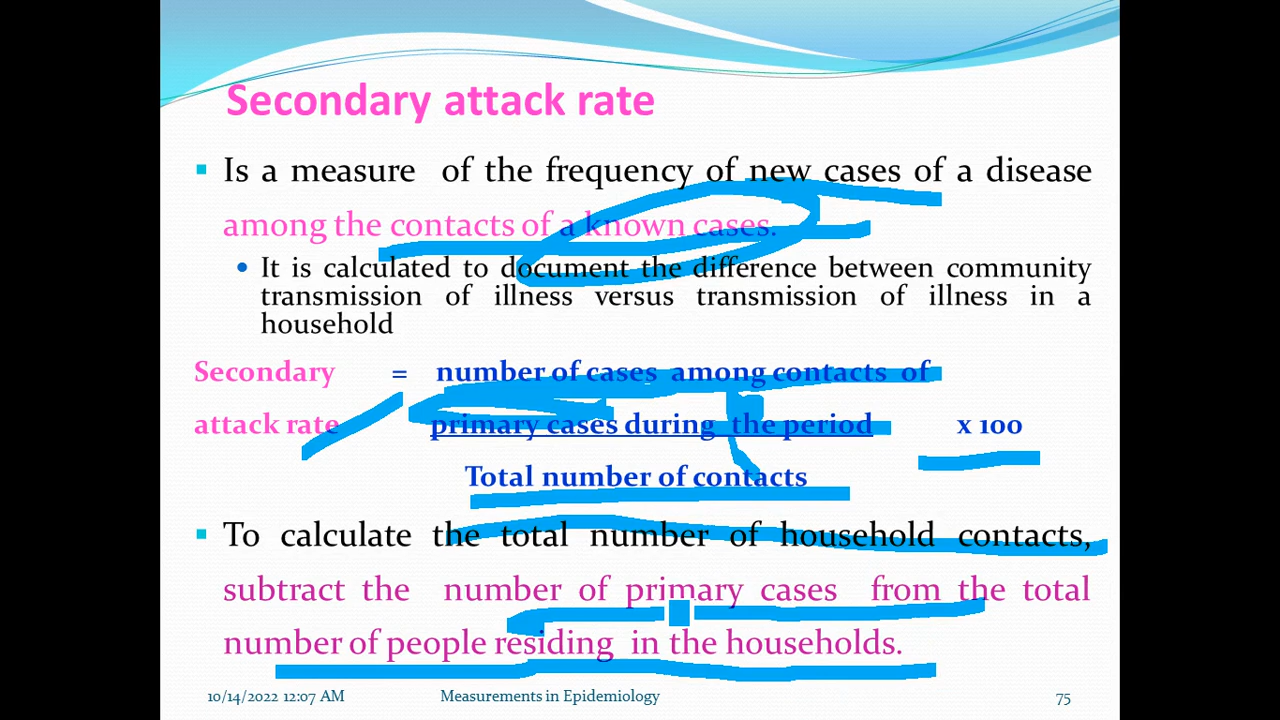 Secondary attack rate
▪ Is a measure of the frequency of new cases of a disease
among the contacts of a known cases.
• It is calculated to document the difference between community
transmission of illness versus transmission of illness in a
household
Secondary = number of cases among contacts of
attack rate primary cases during the period x 100
Total number of contacts
▪ To calculate the total number of household contacts,
subtract the number of primary cases from the total
number of people residing in the households.
10/14/2022 12:07 AM Measurements in Epidemiology 75